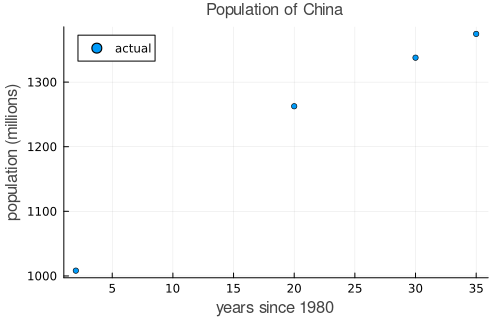 Population of China
actual
1300
1200
1100
1000
population (millions)
5 10 15 20 25 30 35
years since 1980